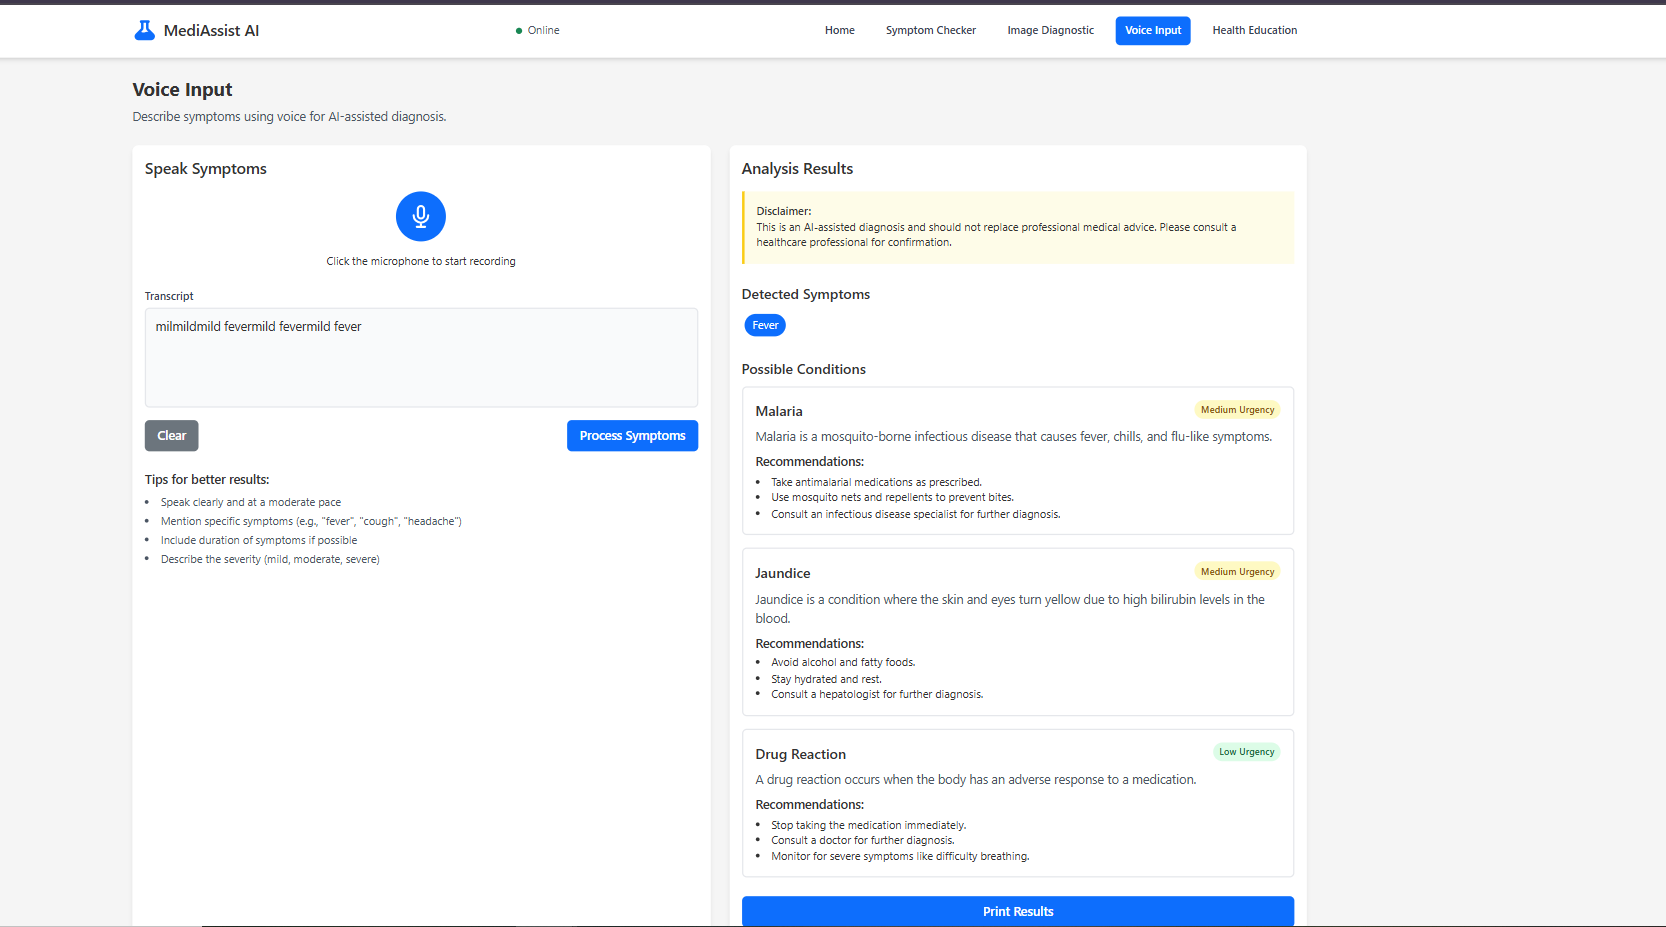 MediAssist AI
Online
Home
Symptom Checker
Image Diagnostic
Voice Input
Health Education
Voice Input
Describe symptoms using voice for AI-assisted diagnosis.
Speak Symptoms
Click the microphone to start recording
Transcript
milmildmild fevermild fevermild fever
Clear
Process Symptoms
Tips for better results:
• Speak clearly and at a moderate pace
• Mention specific symptoms (e.g., "fever", "cough", "headache")
• Include duration of symptoms if possible
• Describe the severity (mild, moderate, severe)
Analysis Results
Disclaimer:
This is an AI-assisted diagnosis and should not replace professional medical advice. Please consult a
healthcare professional for confirmation.
Detected Symptoms
Fever
Possible Conditions
Malaria
Medium Urgency
Malaria is a mosquito-borne infectious disease that causes fever, chills, and flu-like symptoms.
Recommendations:
• Take antimalarial medications as prescribed.
• Use mosquito nets and repellents to prevent bites.
• Consult an infectious disease specialist for further diagnosis.
Jaundice
Medium Urgency
Jaundice is a condition where the skin and eyes turn yellow due to high bilirubin levels in the
blood.
Recommendations:
• Avoid alcohol and fatty foods.
• Stay hydrated and rest.
• Consult a hepatologist for further diagnosis.
Drug Reaction
Low Urgency
A drug reaction occurs when the body has an adverse response to a medication.
Recommendations:
• Stop taking the medication immediately.
• Consult a doctor for further diagnosis.
• Monitor for severe symptoms like difficulty breathing.
Print Results